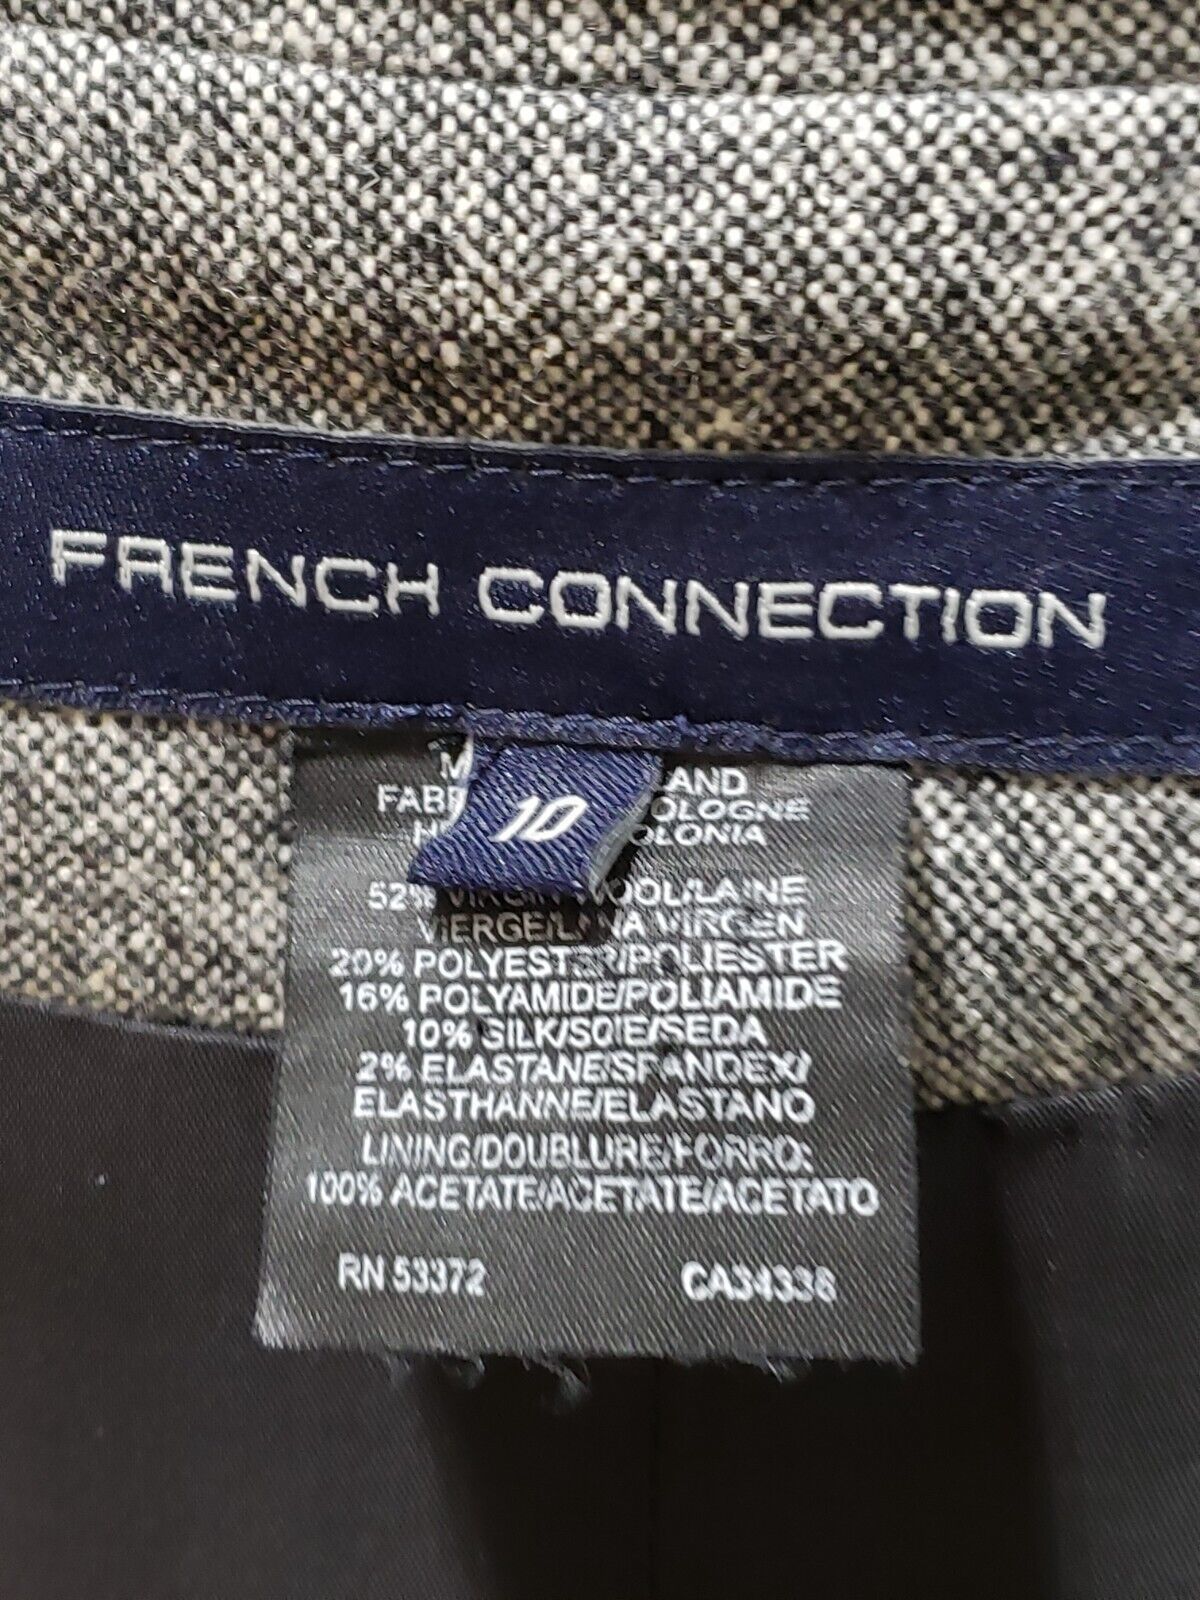 FRENCH CONNECTION
10
AND
OLOGNE
OLONIA
52% VIRGIN WOOL/LAINE
VIERGE/LANA VIRGEN
20% POLYESTER/POLIESTER
16% POLYAMIDE/POLIAMIDE
10% SILK/SOIE/SEDA
2% ELASTANE/SPANDEX/
ELASTHANNE/ELASTANO
LINING/DOUBLURE/FORRO:
100% ACETATE/ACETATE/ACETATO
RN 53372 CA34338